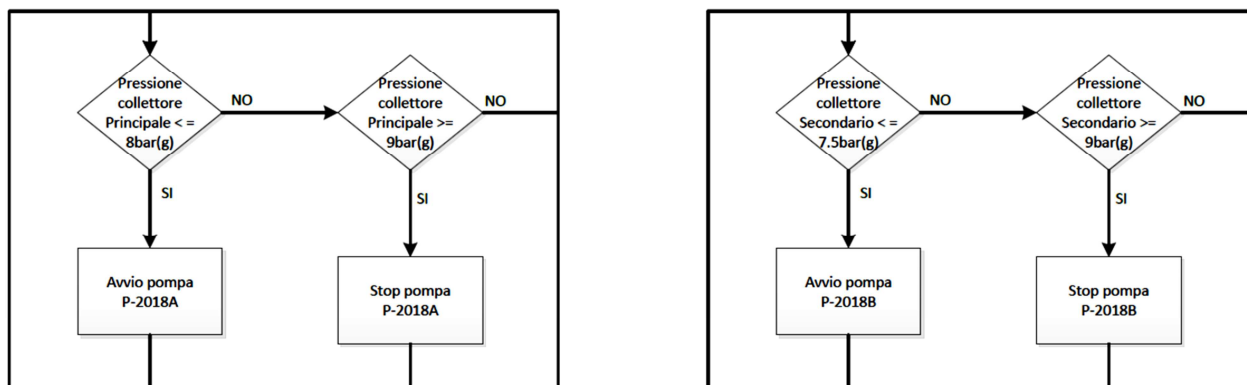 Pressione
collettore
Principale < =
8bar(g)
NO
Pressione
collettore
Principale >=
9bar(g)
NO
SI
SI
Avvio pompa
P-2018A
Stop pompa
P-2018A
Pressione
collettore
Secondario < =
7.5bar(g)
NO
Pressione
collettore
Secondario >=
9bar(g)
NO
SI
SI
Avvio pompa
P-2018B
Stop pompa
P-2018B